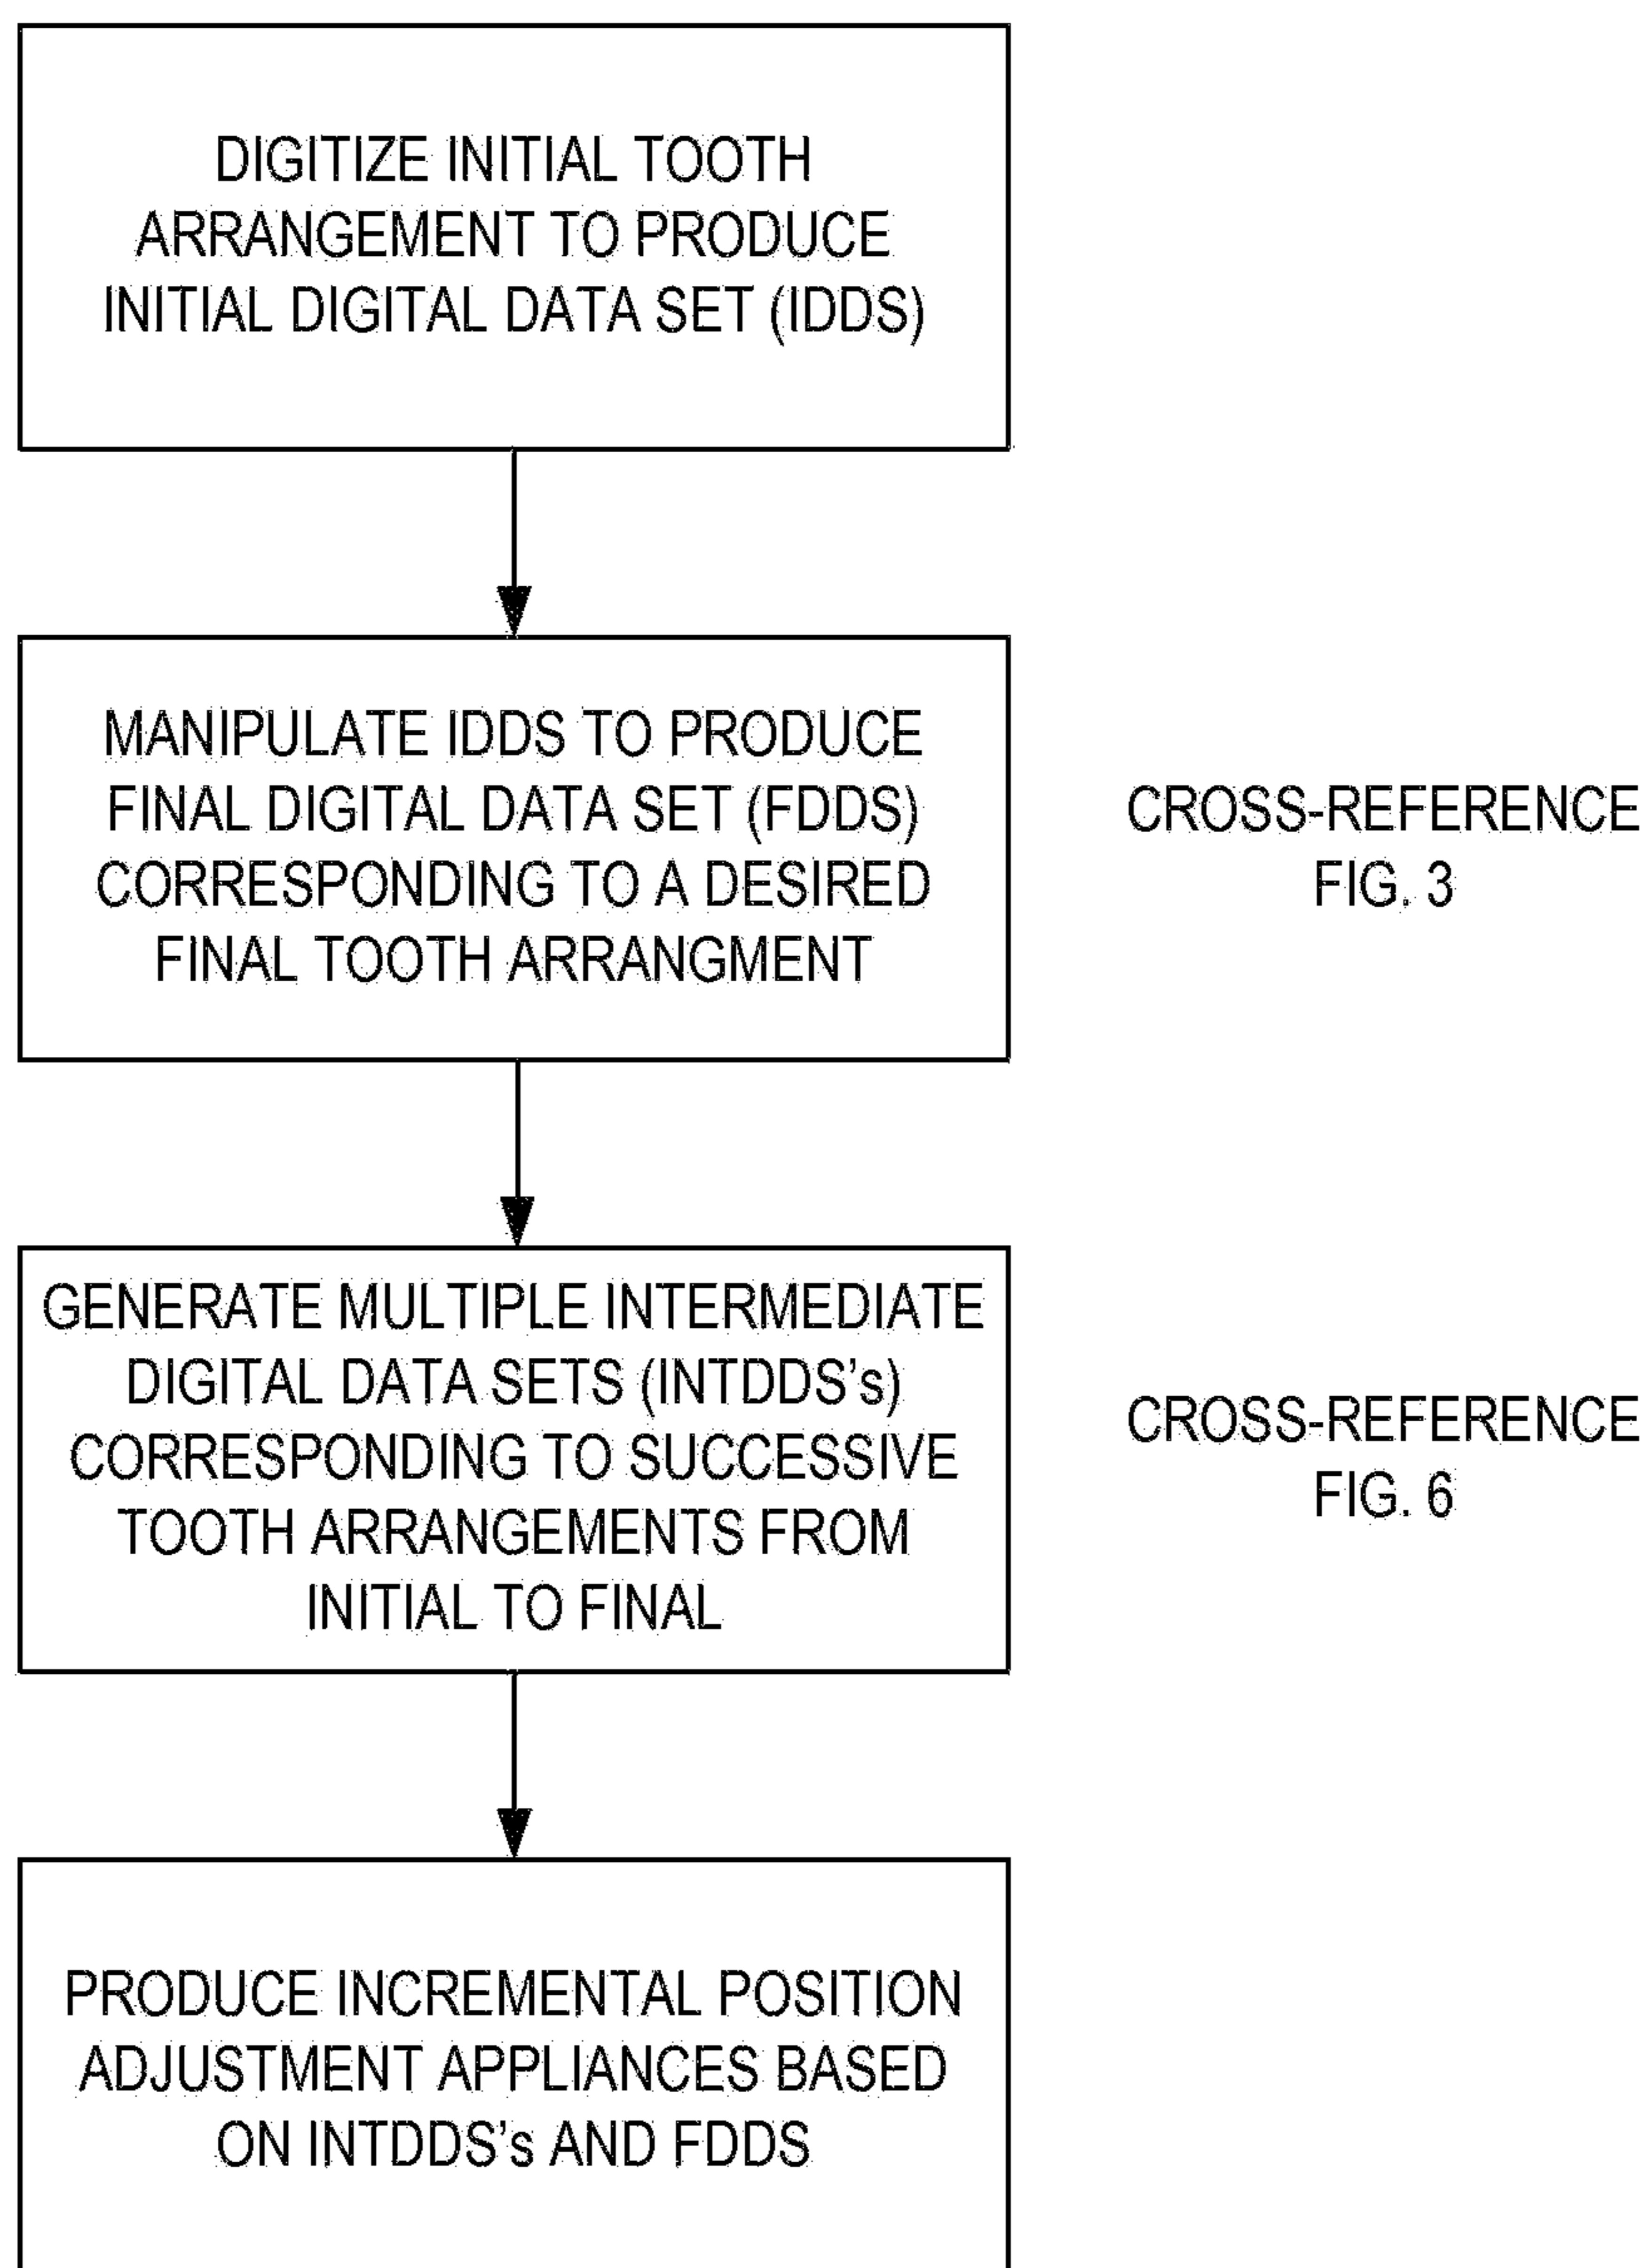 DIGITIZE INITIAL TOOTH
ARRANGEMENT TO PRODUCE
INITIAL DIGITAL DATA SET (IDDS)
MANIPULATE IDDS TO PRODUCE
FINAL DIGITAL DATA SET (FDDS)
CORRESPONDING TO A DESIRED
FINAL TOOTH ARRANGMENT
CROSS-REFERENCE
FIG. 3
GENERATE MULTIPLE INTERMEDIATE
DIGITAL DATA SETS (INTDDS's)
CORRESPONDING TO SUCCESSIVE
TOOTH ARRANGEMENTS FROM
INITIAL TO FINAL
CROSS-REFERENCE
FIG. 6
PRODUCE INCREMENTAL POSITION
ADJUSTMENT APPLIANCES BASED
ON INTDDS's AND FDDS